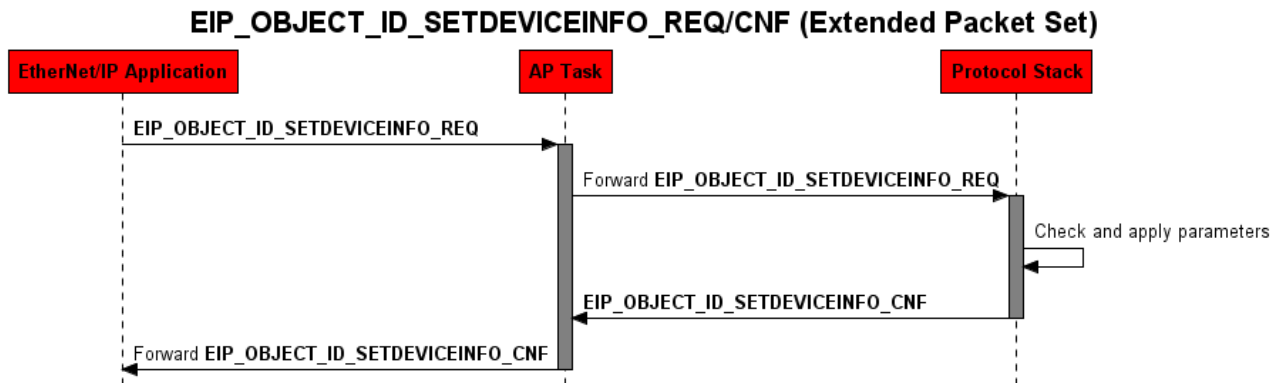 EIP_OBJECT_ID_SETDEVICEINFO_REQ/CNF (Extended Packet Set)
EtherNet/IP Application
AP Task
Protocol Stack
EIP_OBJECT_ID_SETDEVICEINFO_REQ
Forward EIP_OBJECT_ID_SETDEVICEINFO_REQ
Check and apply parameters
EIP_OBJECT_ID_SETDEVICEINFO_CNF
Forward EIP_OBJECT_ID_SETDEVICEINFO_CNF